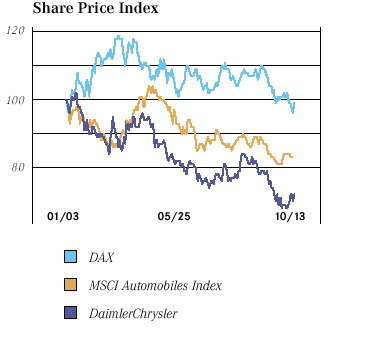 Share Price Index
120
100
80
01/03 05/25 10/13
DAX
MSCI Automobiles Index
DaimlerChrysler